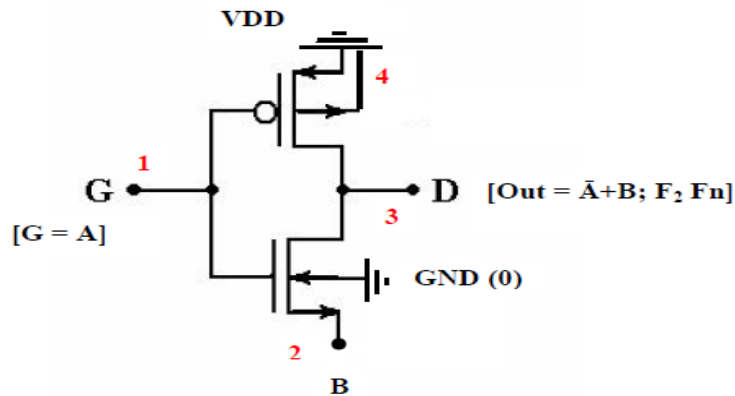 VDD
4
1
G
D
[Out = Ā+B; F₂ Fn]
3
[G = A]
GND (0)
2
B